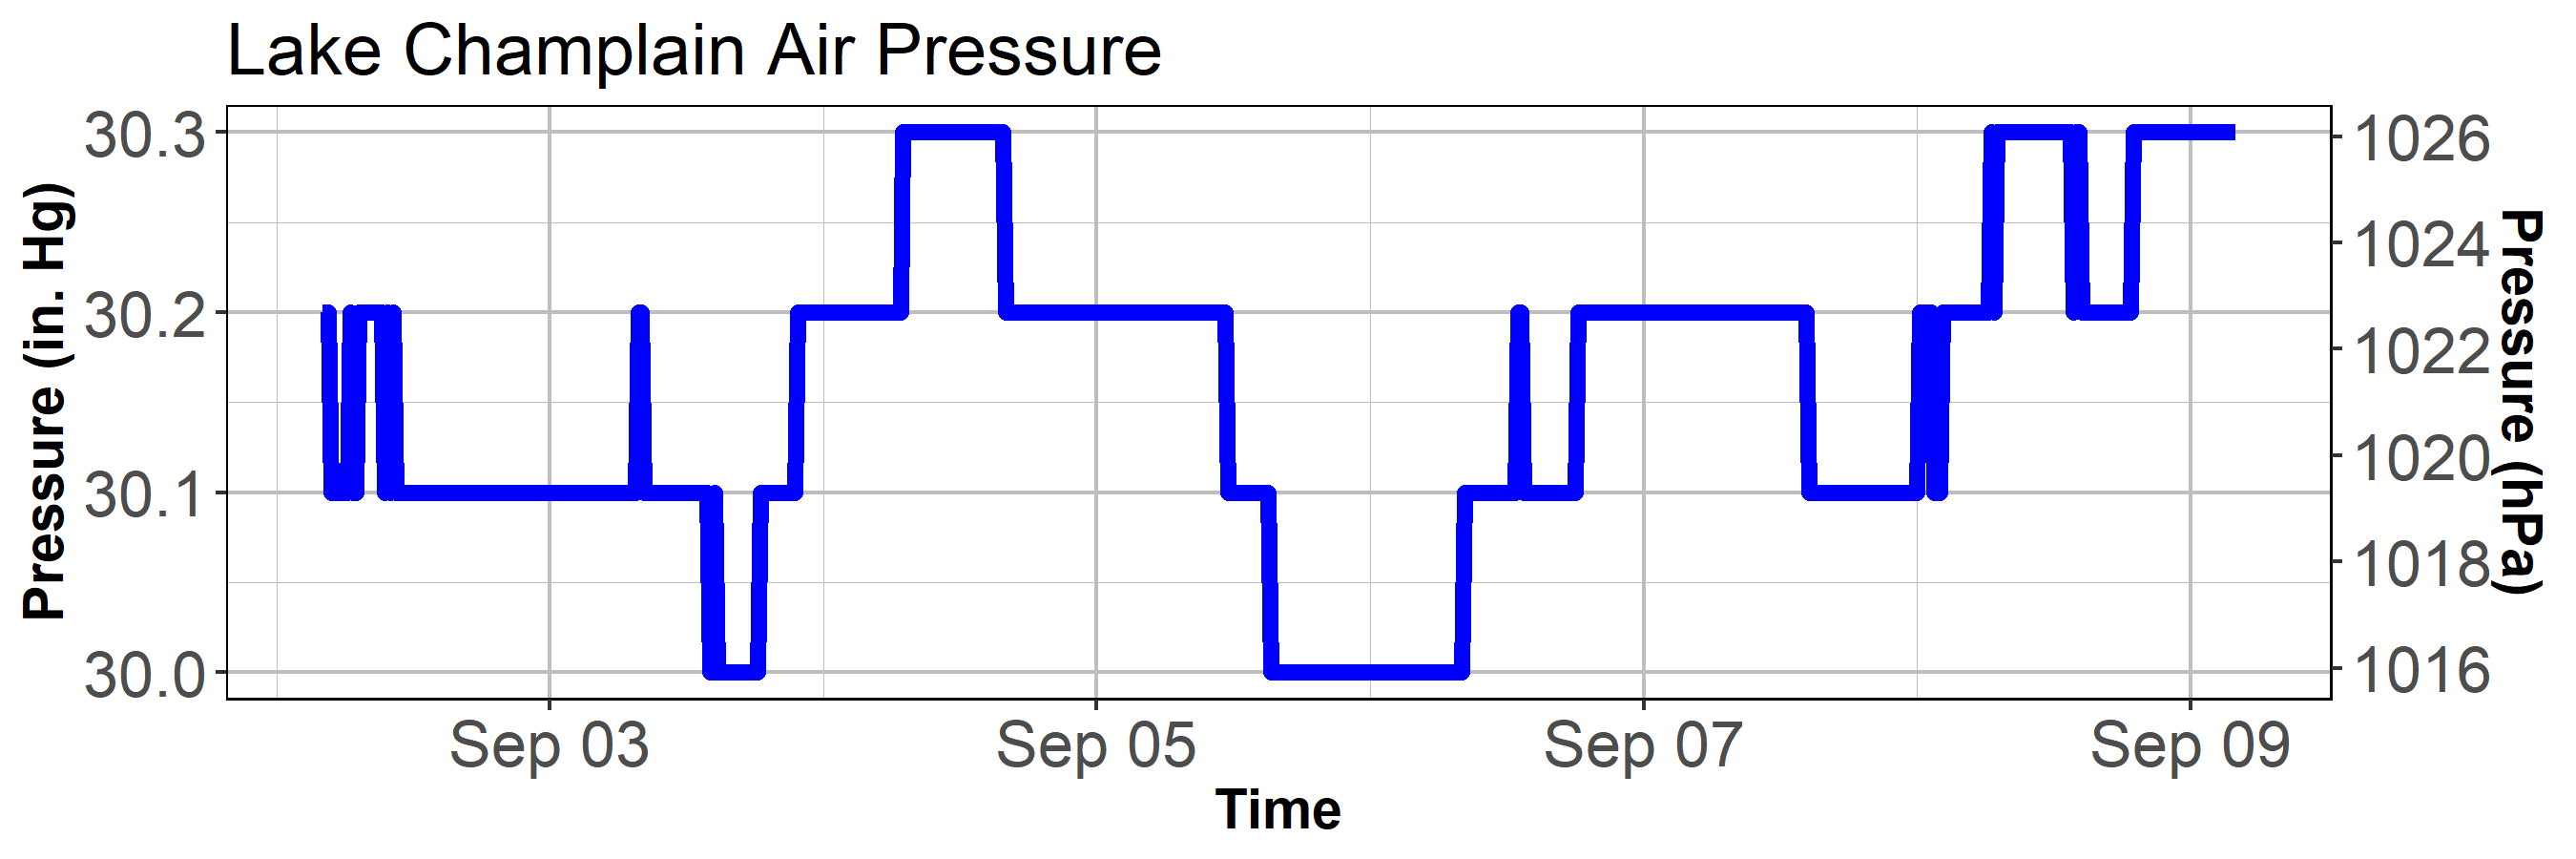 Lake Champlain Air Pressure
30.3
30.2
30.1
30.0
Pressure (in. Hg)
1026
1024
1022
1020
1018
1016
Pressure (hPa)
Sep 03 Sep 05 Sep 07 Sep 09
Time